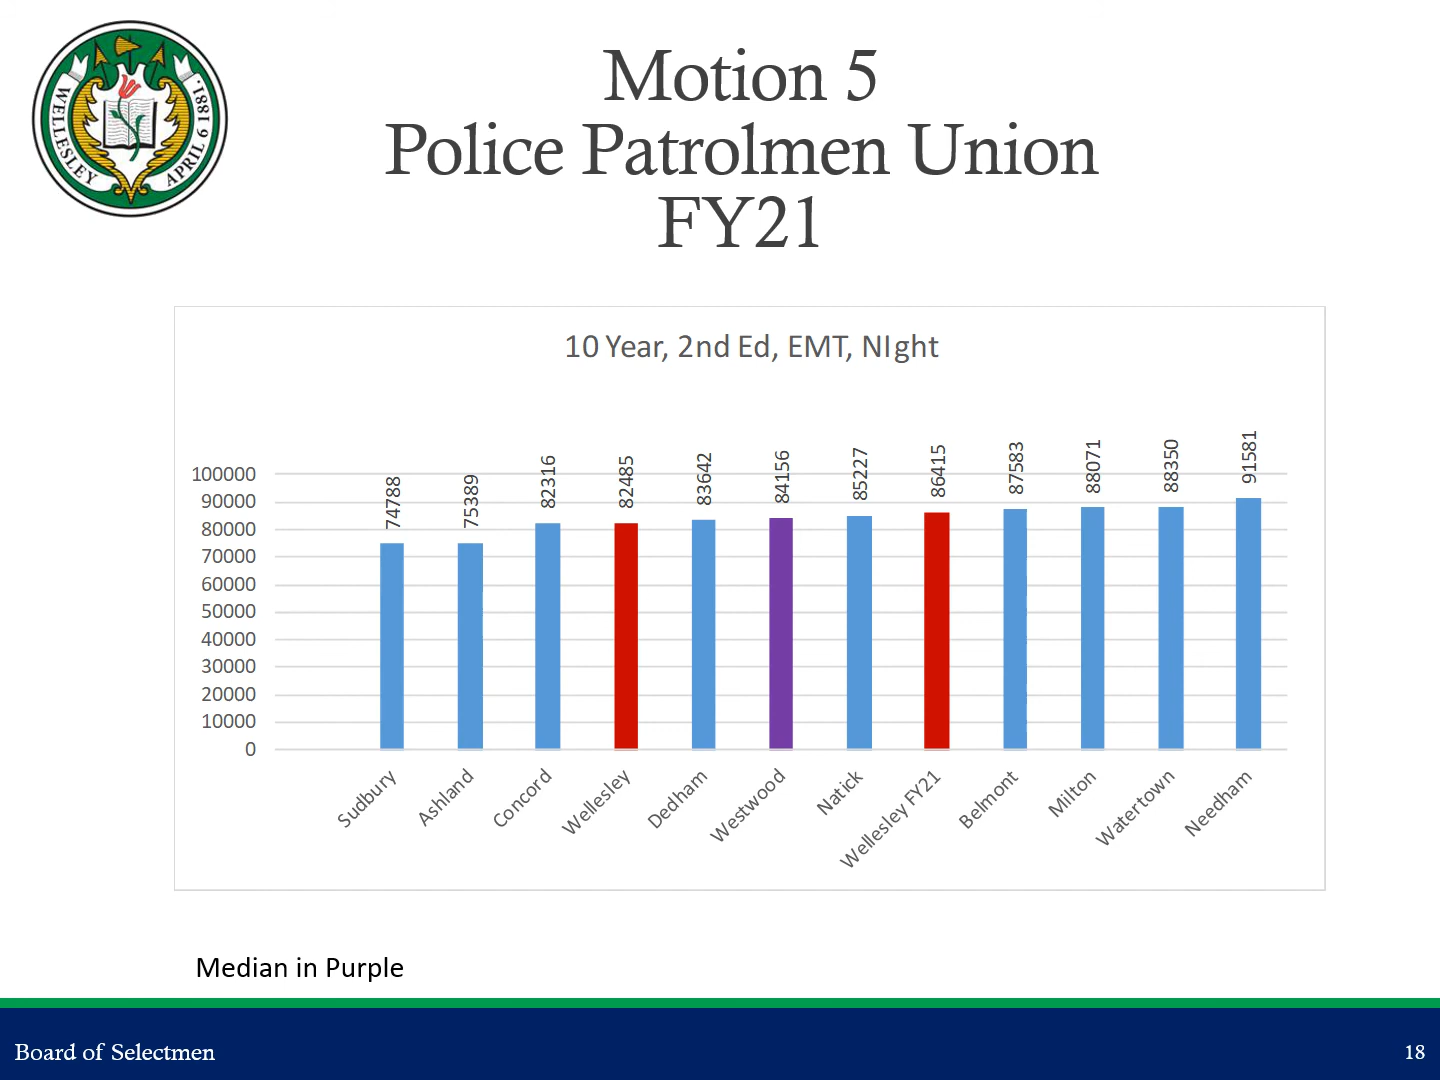 WELLESLEY
APRIL 9 1881.
Motion 5
Police Patrolmen Union
FY21
10 Year, 2nd Ed, EMT, NIght
100000
90000
80000
70000
60000
50000
40000
30000
20000
10000
0
74788
75389
82316
82485
83642
84156
85227
86415
87583
88071
88350
91581
Sudbury
Ashland
Concord
Wellesley
Dedham
Westwood
Natick
Wellesley FY21
Belmont
Milton
Watertown
Needham
Median in Purple
Board of Selectmen
18